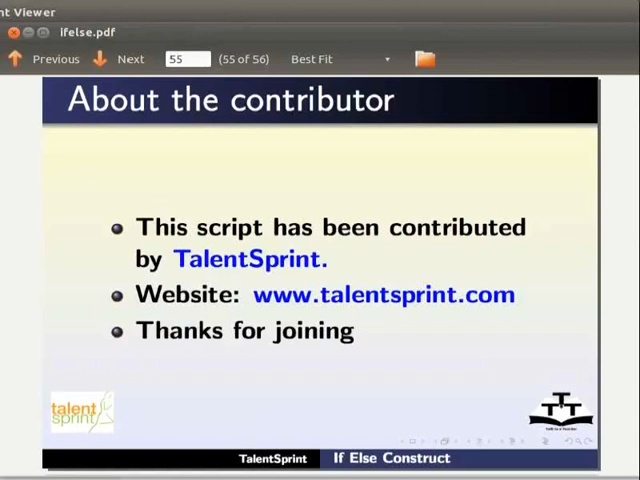 nt Viewer
ifelse.pdf
Previous Next 55 (55 of 56) Best Fit
About the contributor
This script has been contributed
by TalentSprint.
Website: www.talentsprint.com
Thanks for joining
talent
sprint
TalentSprint If Else Construct